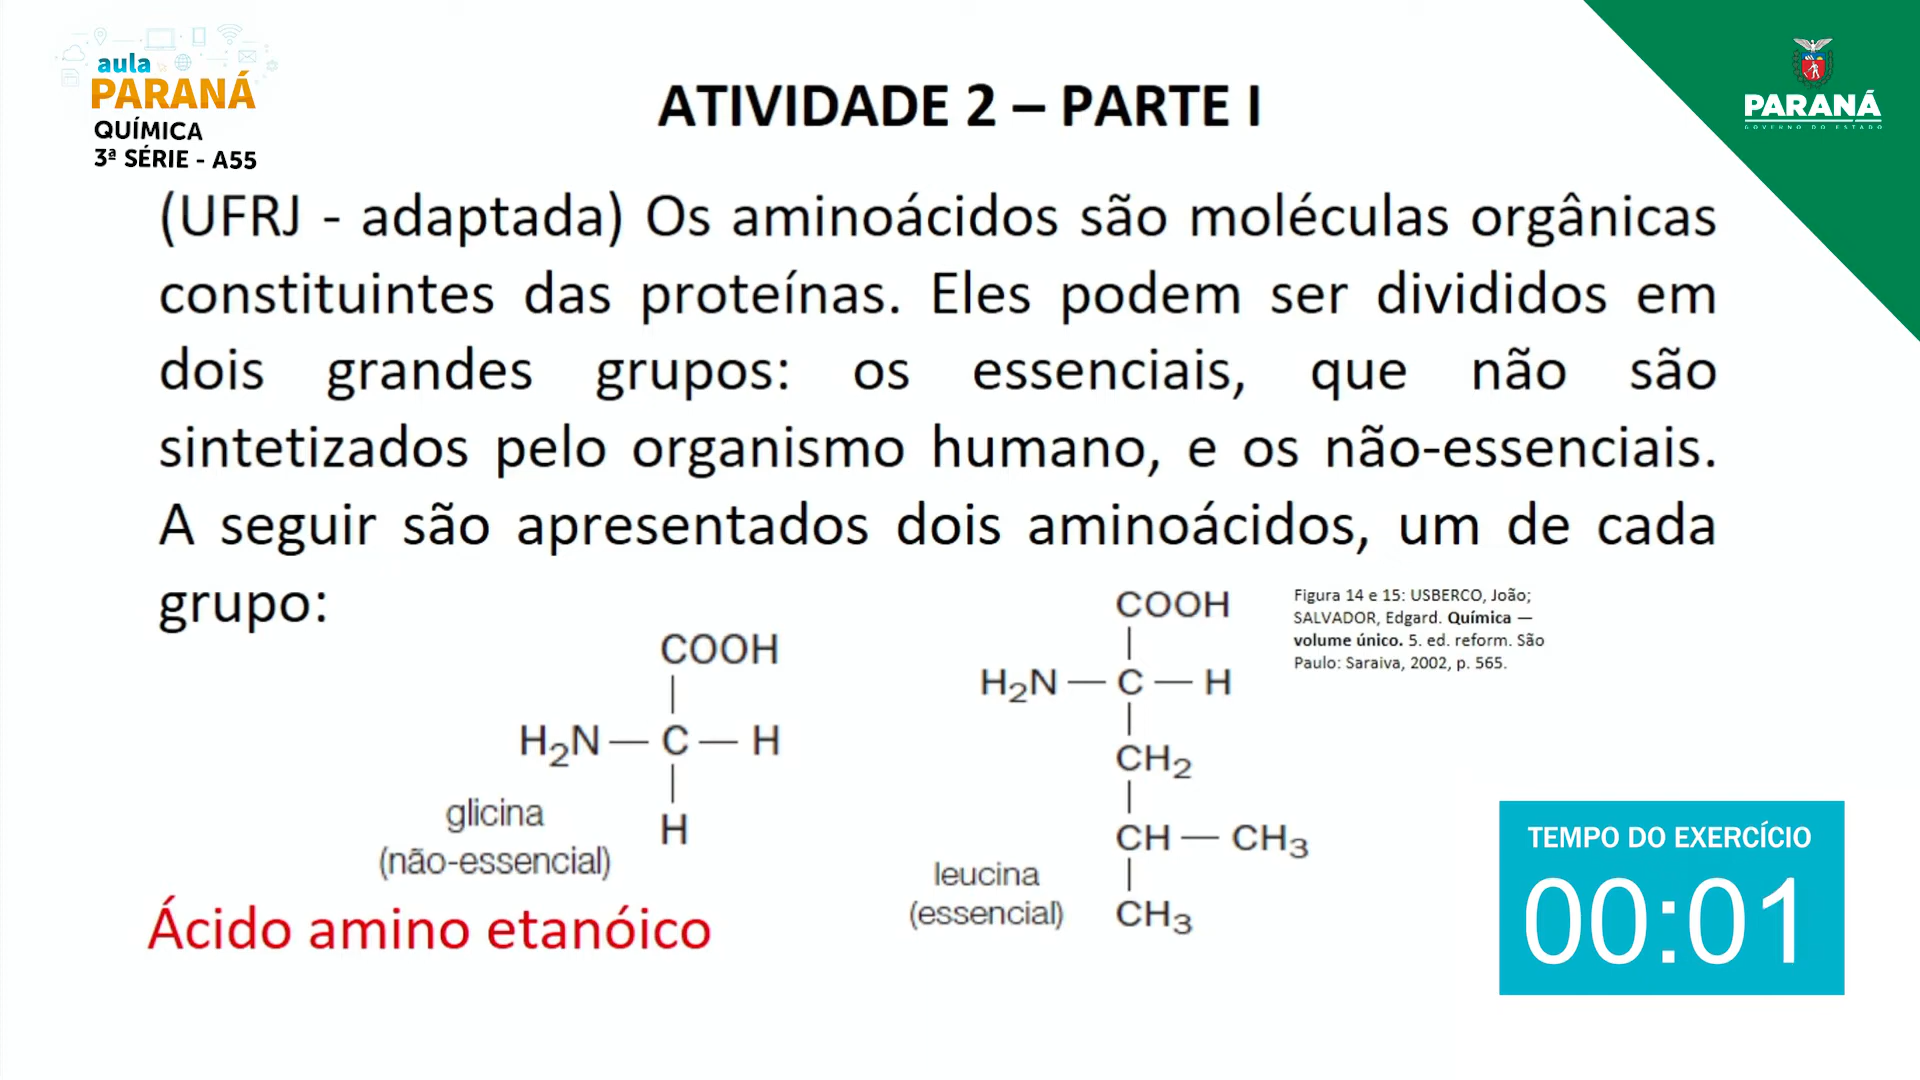 aula
PARANÁ
QUÍMICA
3ª SÉRIE - A55
ATIVIDADE 2 – PARTE I
PARANÁ
GOVERNO DO ESTADO
(UFRJ - adaptada) Os aminoácidos são moléculas orgânicas
constituintes das proteínas. Eles podem ser divididos em
dois grandes grupos: os essenciais, que não são
sintetizados pelo organismo humano, e os não-essenciais.
A seguir são apresentados dois aminoácidos, um de cada
grupo:
COOH
H₂N — C — H
H
glicina
(não-essencial)
Ácido amino etanóico
COOH
H₂N — C — H
CH₂
CH — CH₃
CH₃
leucina
(essencial)
Figura 14 e 15: USBERCO, João;
SALVADOR, Edgard. Química —
volume único. 5. ed. reform. São
Paulo: Saraiva, 2002, p. 565.
TEMPO DO EXERCÍCIO
00:01